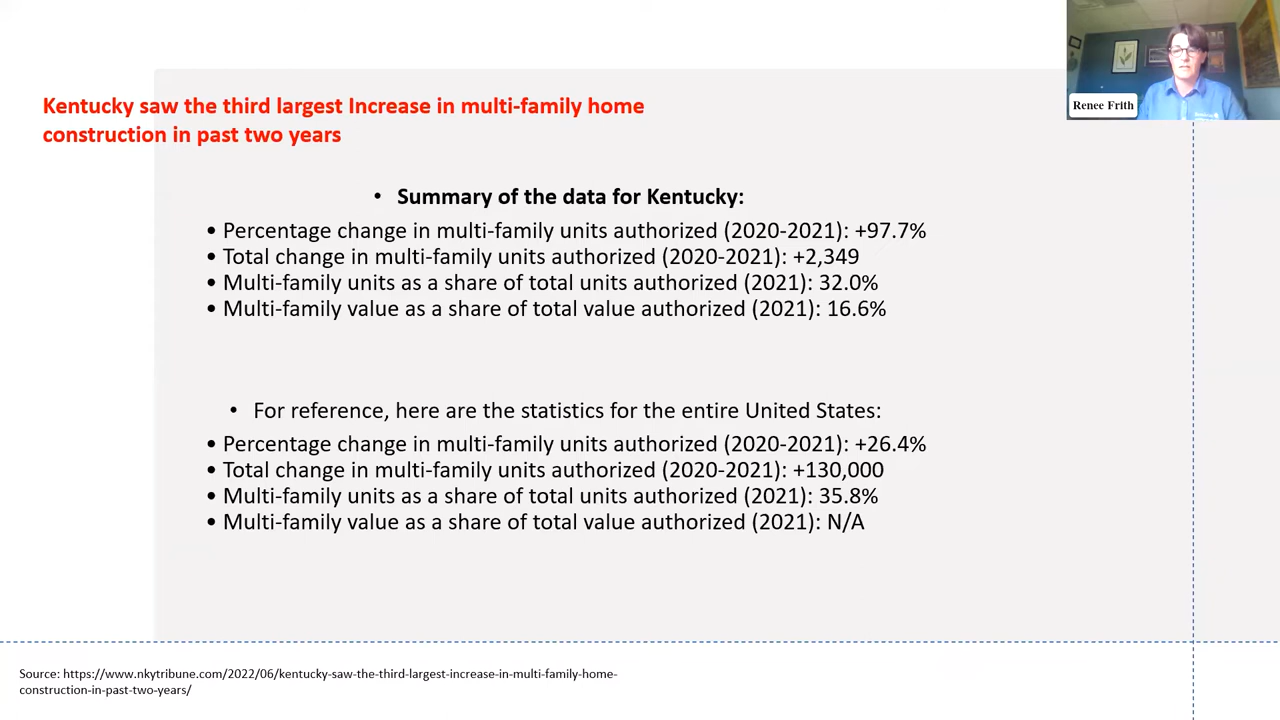 Renee Frith
Kentucky saw the third largest Increase in multi-family home
construction in past two years
• Summary of the data for Kentucky:
• Percentage change in multi-family units authorized (2020-2021): +97.7%
• Total change in multi-family units authorized (2020-2021): +2,349
• Multi-family units as a share of total units authorized (2021): 32.0%
• Multi-family value as a share of total value authorized (2021): 16.6%
• For reference, here are the statistics for the entire United States:
• Percentage change in multi-family units authorized (2020-2021): +26.4%
• Total change in multi-family units authorized (2020-2021): +130,000
• Multi-family units as a share of total units authorized (2021): 35.8%
• Multi-family value as a share of total value authorized (2021): N/A
Source: https://www.nkytribune.com/2022/06/kentucky-saw-the-third-largest-increase-in-multi-family-home-
construction-in-past-two-years/